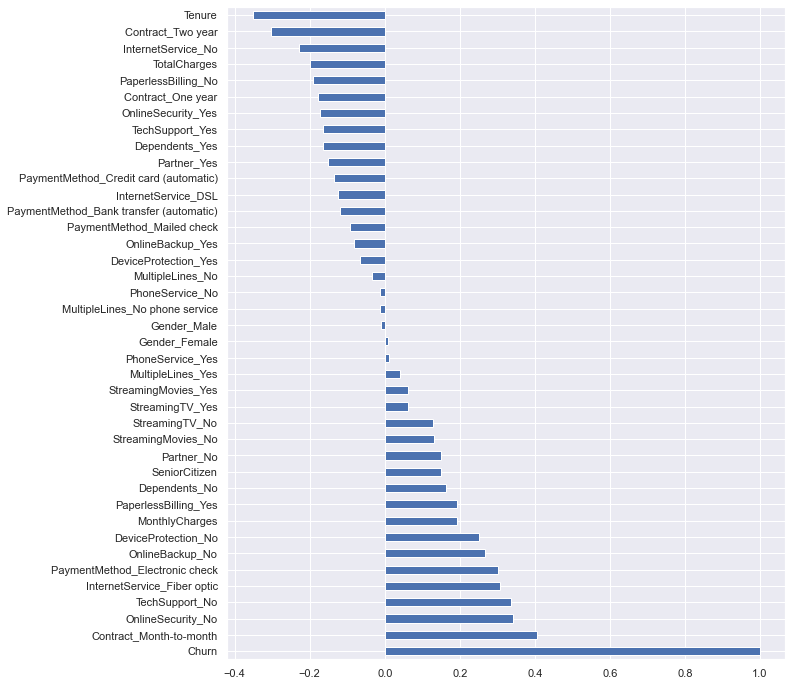 Tenure
Contract_Two year
InternetService_No
TotalCharges
PaperlessBilling_No
Contract_One year
OnlineSecurity_Yes
TechSupport_Yes
Dependents_Yes
Partner_Yes
PaymentMethod_Credit card (automatic)
InternetService_DSL
PaymentMethod_Bank transfer (automatic)
PaymentMethod_Mailed check
OnlineBackup_Yes
DeviceProtection_Yes
MultipleLines_No
PhoneService_No
MultipleLines_No phone service
Gender_Male
Gender_Female
PhoneService_Yes
MultipleLines_Yes
StreamingMovies_Yes
StreamingTV_Yes
StreamingTV_No
StreamingMovies_No
Partner_No
SeniorCitizen
Dependents_No
PaperlessBilling_Yes
MonthlyCharges
DeviceProtection_No
OnlineBackup_No
PaymentMethod_Electronic check
InternetService_Fiber optic
TechSupport_No
OnlineSecurity_No
Contract_Month-to-month
Churn
−0.4 −0.2 0.0 0.2 0.4 0.6 0.8 1.0